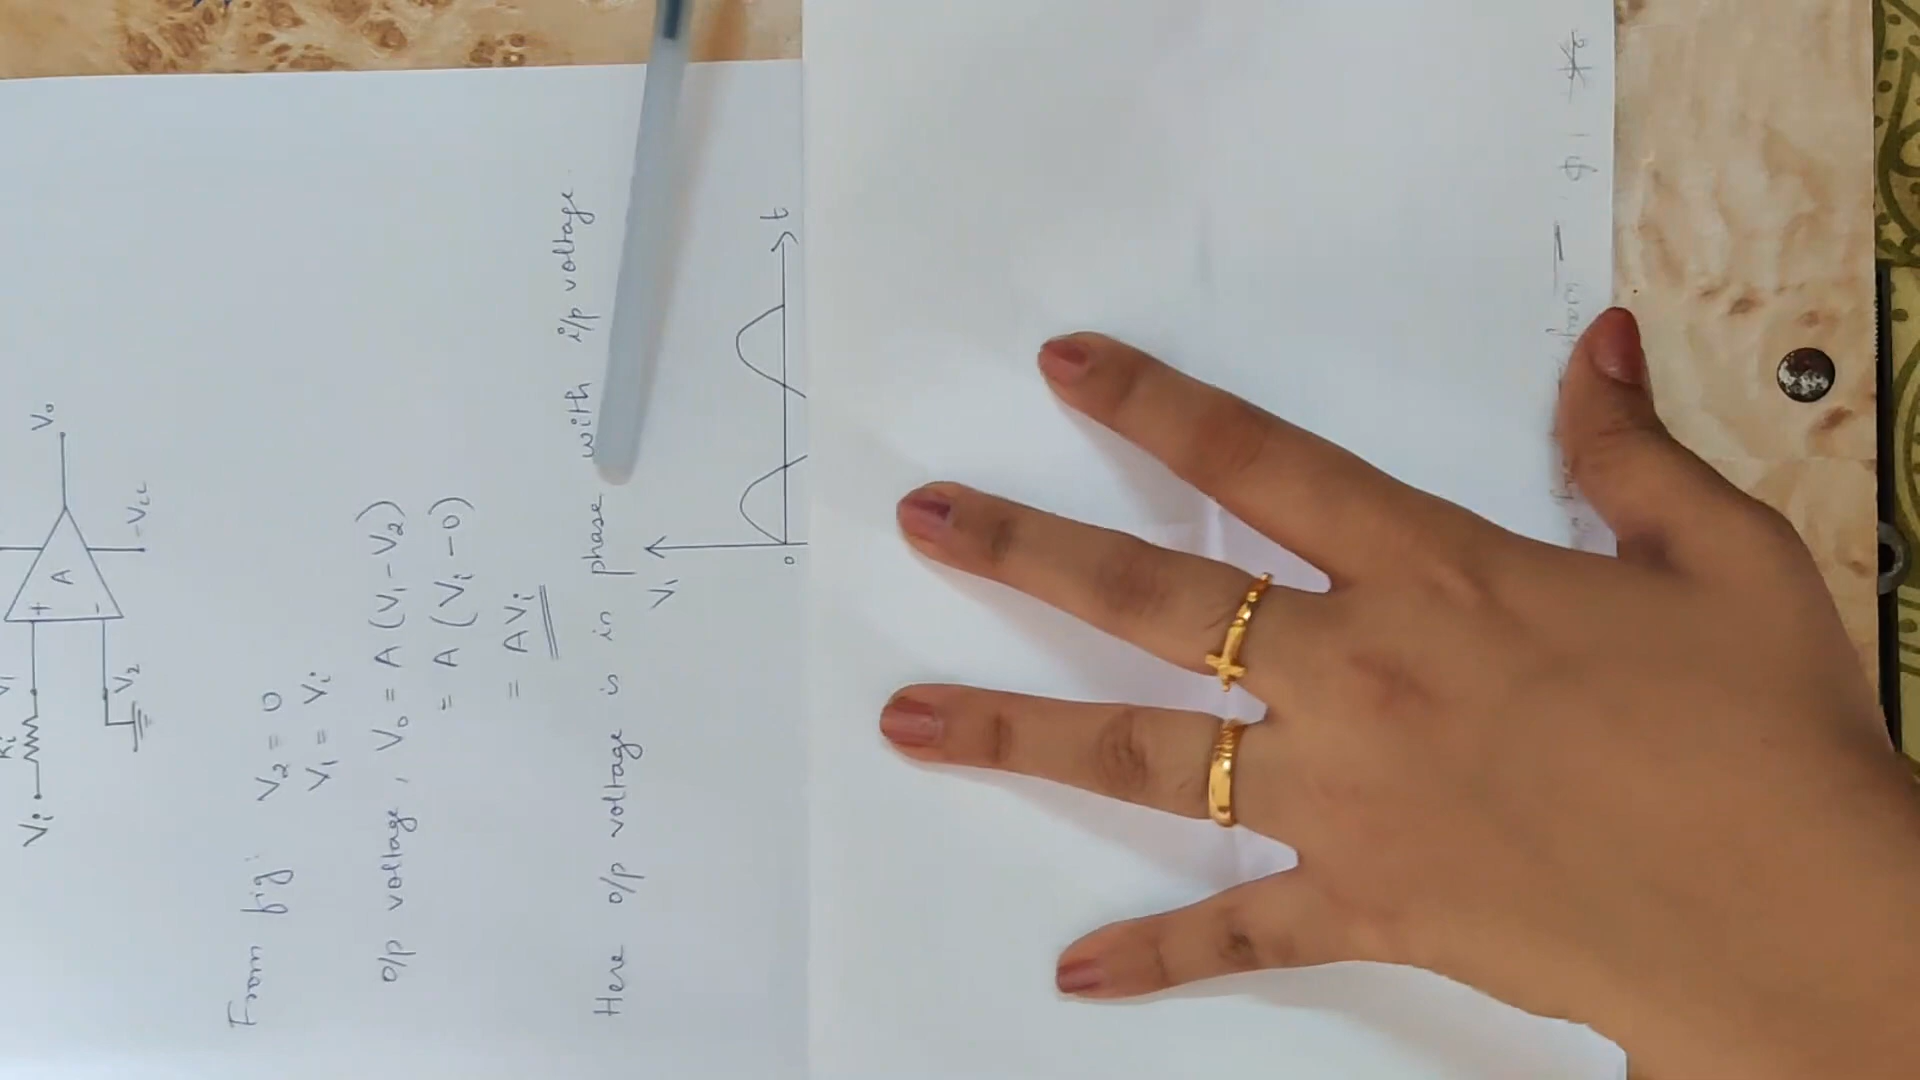 Ri V1
Vi
+
-
A
Vo
V2
-Vcc
From fig: V2 = 0
V1 = Vi
O/p voltage, Vo = A (V1 - V2)
= A (Vi - 0)
= AVi
Here o/p voltage is in phase with i/p voltage.
V1
0
t